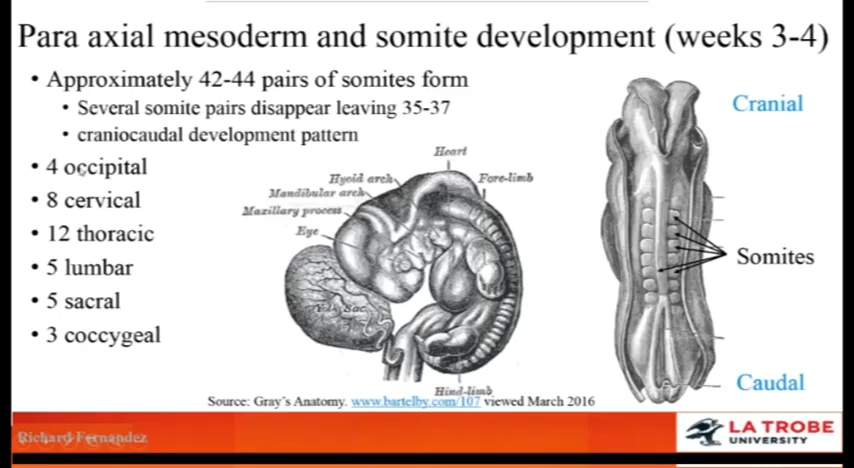 Para axial mesoderm and somite development (weeks 3-4)
• Approximately 42-44 pairs of somites form
• Several somite pairs disappear leaving 35-37
• craniocaudal development pattern
• 4 occipital
• 8 cervical
• 12 thoracic
• 5 lumbar
• 5 sacral
• 3 coccygeal
Heart
Hyoid arch
Fore-limb
Mandibular arch
Maxillary process
Eye
Yolk Sac
Hind-limb
Cranial
Somites
Caudal
Source: Gray's Anatomy. www.bartelby.com/107 viewed March 2016
Richard Fernandez
LA TROBE
UNIVERSITY